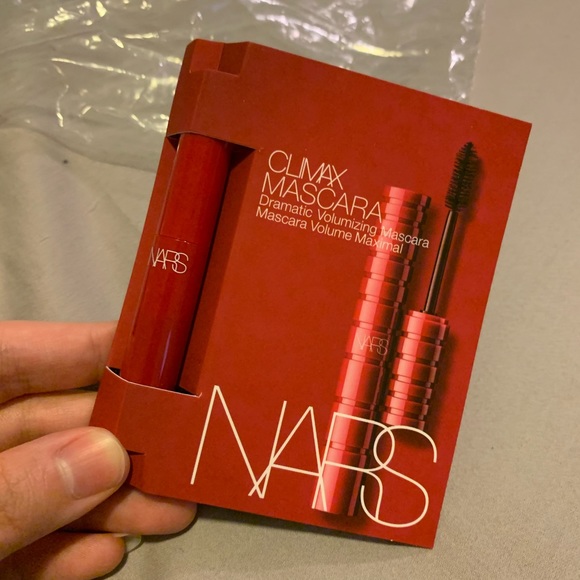 CLIMAX
MASCARA
Dramatic Volumizing Mascara
Mascara Volume Maximal
NARS
NARS
NARS